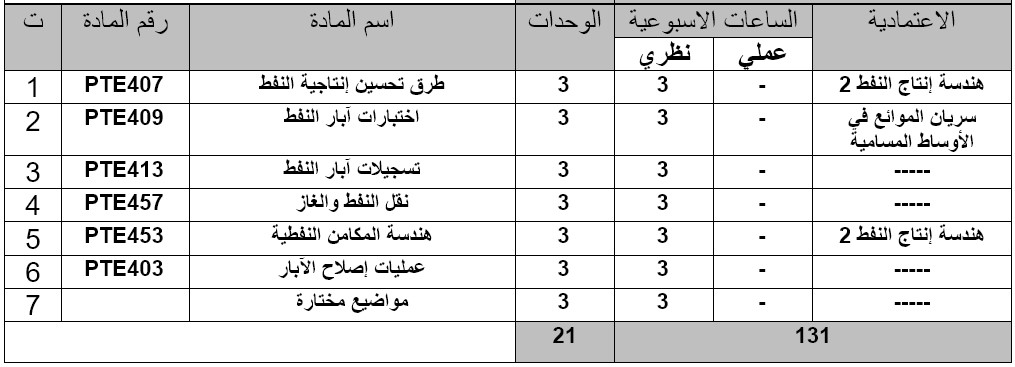 ت رقم المادة اسم المادة الوحدات الساعات الاسبوعية الاعتمادية
نظري عملي
1 PTE407 طرق تحسين إنتاجية النفط 3 3 - هندسة إنتاج النفط 2
2 PTE409 اختبارات آبار النفط 3 3 - سريان الموائع في
الأوساط المسامية
3 PTE413 تسجيلات آبار النفط 3 3 - -----
4 PTE457 نقل النفط والغاز 3 3 - -----
5 PTE453 هندسة المكامن النفطية 3 3 - هندسة إنتاج النفط 2
6 PTE403 عمليات إصلاح الآبار 3 3 - -----
7 مواضيع مختارة 3 3 - -----
21 131